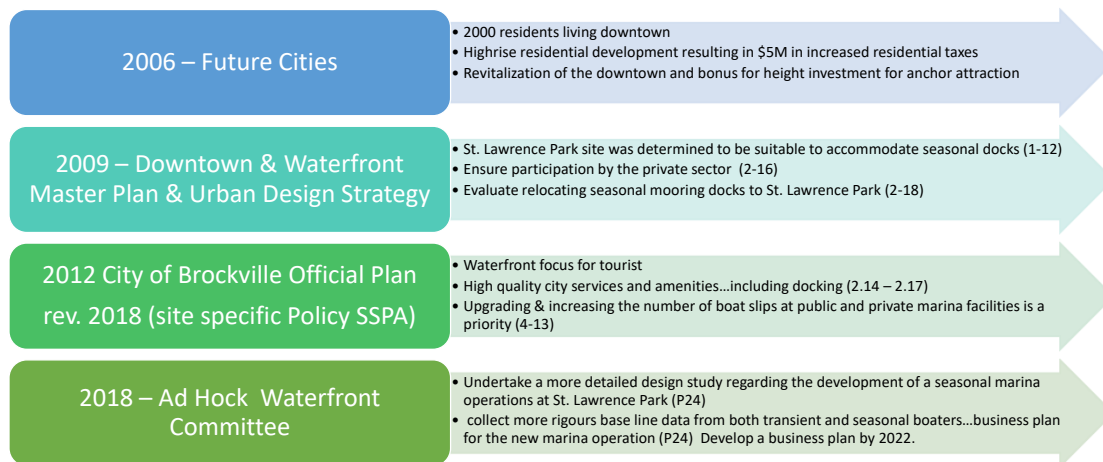 2006 – Future Cities
• 2000 residents living downtown
• Highrise residential development resulting in $5M in increased residential taxes
• Revitalization of the downtown and bonus for height investment for anchor attraction
2009 – Downtown & Waterfront
Master Plan & Urban Design Strategy
• St. Lawrence Park site was determined to be suitable to accommodate seasonal docks (1-12)
• Ensure participation by the private sector (2-16)
• Evaluate relocating seasonal mooring docks to St. Lawrence Park (2-18)
2012 City of Brockville Official Plan
rev. 2018 (site specific Policy SSPA)
• Waterfront focus for tourist
• High quality city services and amenities…including docking (2.14 – 2.17)
• Upgrading & increasing the number of boat slips at public and private marina facilities is a
priority (4-13)
2018 – Ad Hock Waterfront
Committee
• Undertake a more detailed design study regarding the development of a seasonal marina
operations at St. Lawrence Park (P24)
• collect more rigours base line data from both transient and seasonal boaters…business plan
for the new marina operation (P24) Develop a business plan by 2022.